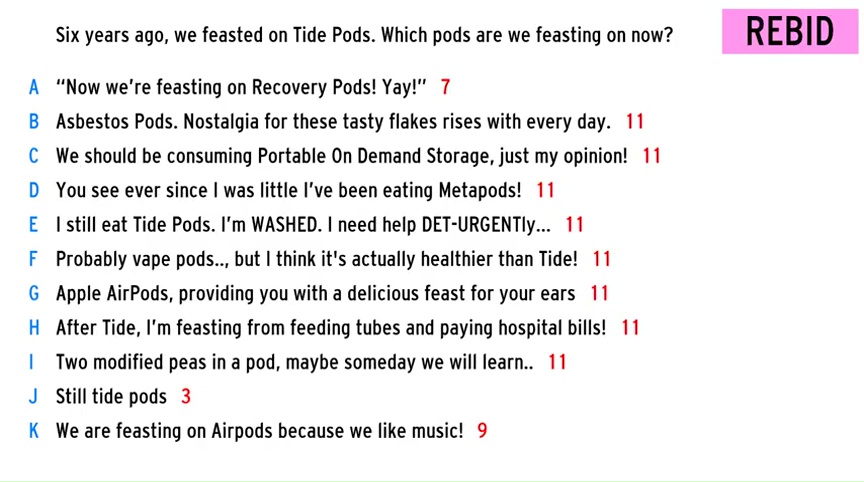 Six years ago, we feasted on Tide Pods. Which pods are we feasting on now?
REBID
A “Now we’re feasting on Recovery Pods! Yay!” 7
B Asbestos Pods. Nostalgia for these tasty flakes rises with every day. 11
C We should be consuming Portable On Demand Storage, just my opinion! 11
D You see ever since I was little I’ve been eating Metapods! 11
E I still eat Tide Pods. I’m WASHED. I need help DET-URGENTly... 11
F Probably vape pods.., but I think it's actually healthier than Tide! 11
G Apple AirPods, providing you with a delicious feast for your ears 11
H After Tide, I’m feasting from feeding tubes and paying hospital bills! 11
I Two modified peas in a pod, maybe someday we will learn.. 11
J Still tide pods 3
K We are feasting on Airpods because we like music! 9